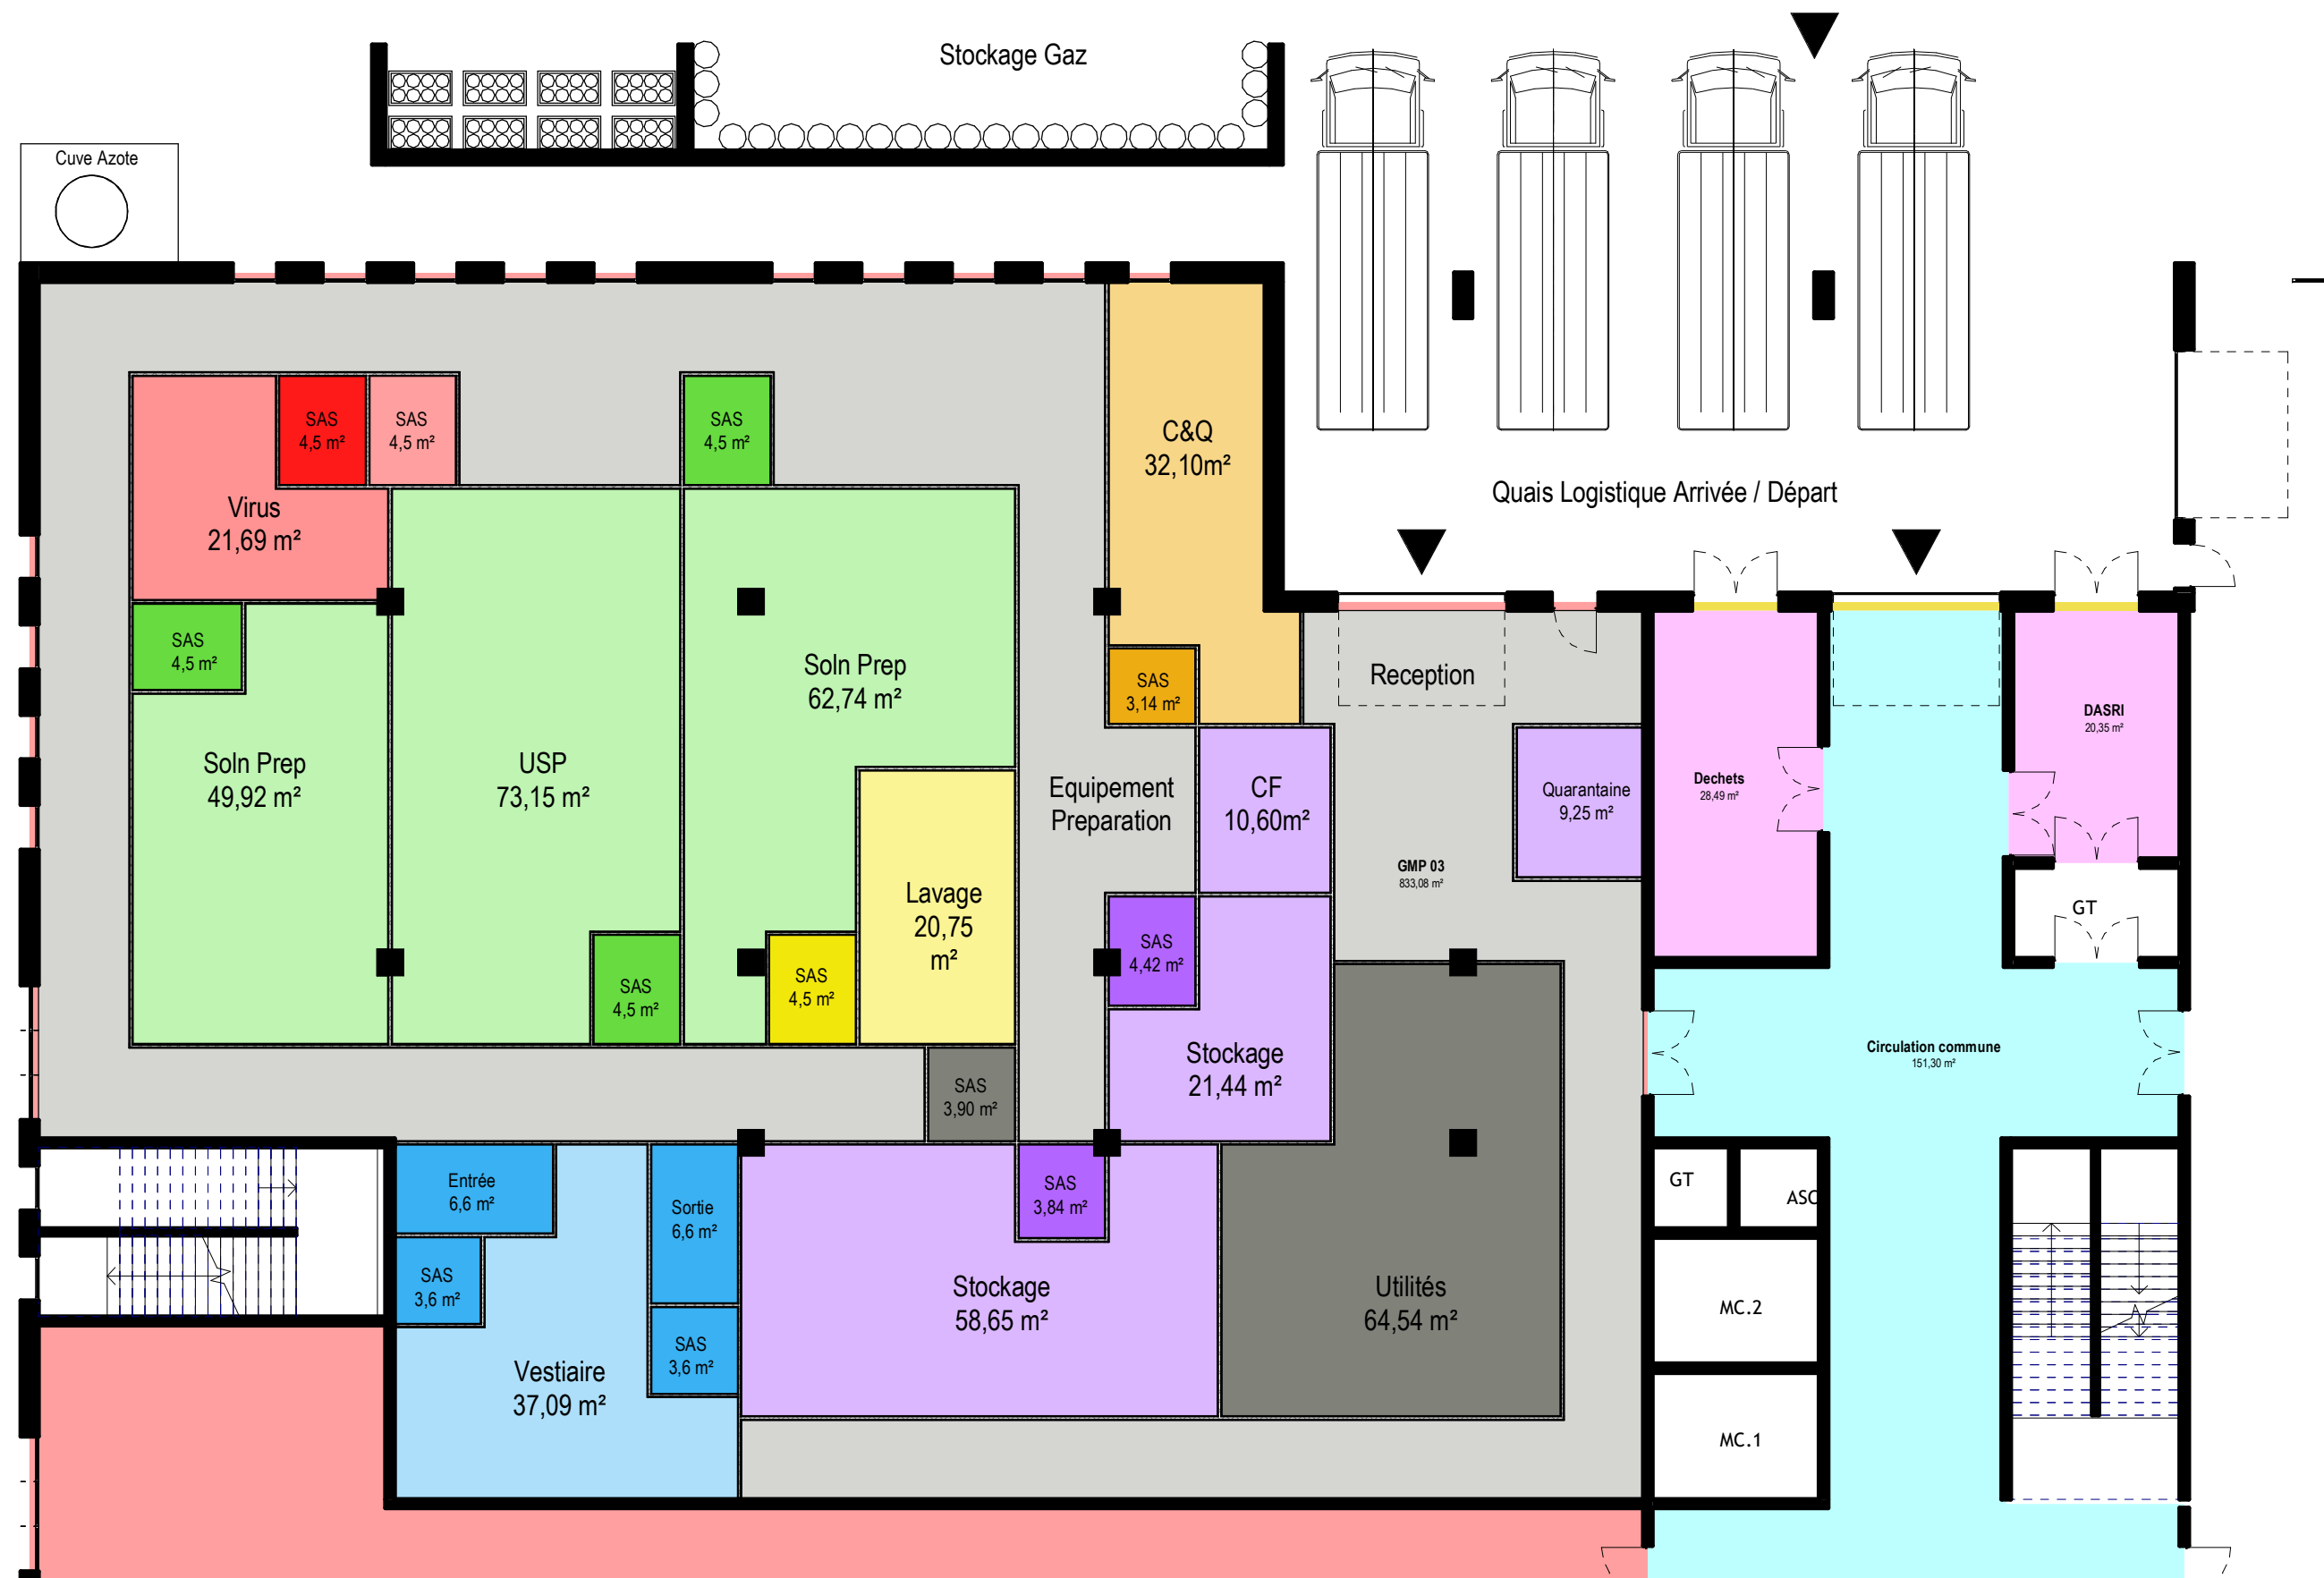 Stockage Gaz
Cuve Azote
SAS
4,5 m²
SAS
4,5 m²
SAS
4,5 m²
C&Q
32,10m²
Quais Logistique Arrivée / Départ
Virus
21,69 m²
SAS
4,5 m²
Soln Prep
62,74 m²
SAS
3,14 m²
Reception
DASRI
20,35 m²
Soln Prep
49,92 m²
USP
73,15 m²
Equipement
Preparation
CF
10,60m²
Quarantaine
9,25 m²
Dechets
28,49 m²
GMP 03
833,08 m²
Lavage
20,75
m²
GT
SAS
4,42 m²
SAS
4,5 m²
SAS
4,5 m²
Stockage
21,44 m²
Circulation commune
151,30 m²
SAS
3,90 m²
Entrée
6,6 m²
Sortie
6,6 m²
SAS
3,84 m²
GT
ASC
SAS
3,6 m²
Stockage
58,65 m²
Utilités
64,54 m²
MC.2
SAS
3,6 m²
Vestiaire
37,09 m²
MC.1